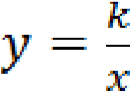 y = k/x